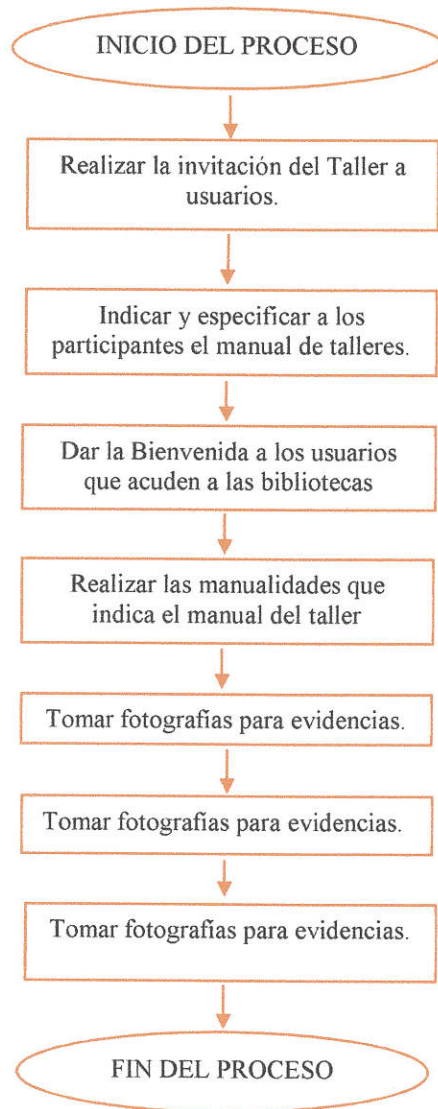 INICIO DEL PROCESO
Realizar la invitación del Taller a
usuarios.
Indicar y especificar a los
participantes el manual de talleres.
Dar la Bienvenida a los usuarios
que acuden a las bibliotecas
Realizar las manualidades que
indica el manual del taller
Tomar fotografías para evidencias.
Tomar fotografías para evidencias.
Tomar fotografías para evidencias.
FIN DEL PROCESO